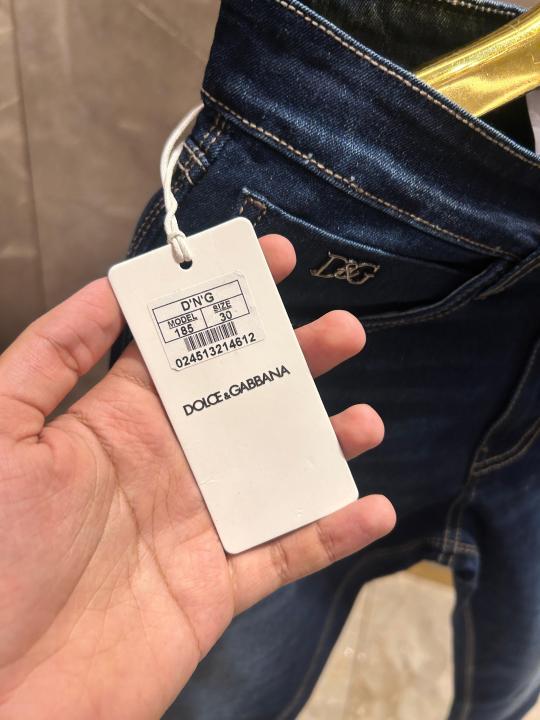 D'N'G
MODEL SIZE
185 30
024513214612
DOLCE & GABBANA
D&G